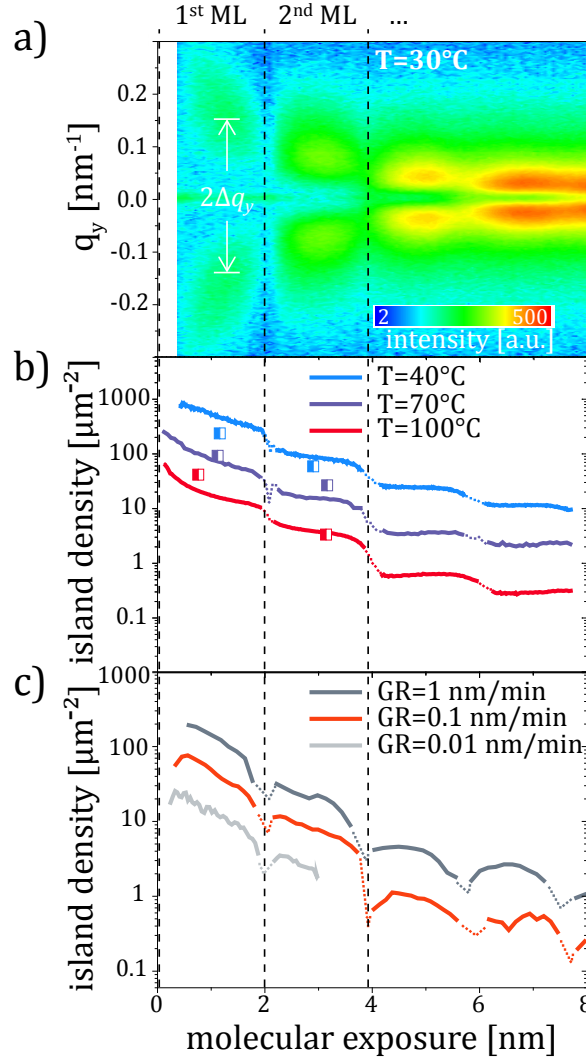 1st ML 2nd ML ...
a)
T=30°C
0.2
0.1
0.0
-0.1
-0.2
qy [nm-1]
2Δqy
2 500
intensity [a.u.]
b)
T=40°C
T=70°C
T=100°C
1000
100
10
1
0.1
island density [µm-2]
c)
GR=1 nm/min
GR=0.1 nm/min
GR=0.01 nm/min
1000
100
10
1
0.1
island density [µm-2]
0 2 4 6 8
molecular exposure [nm]